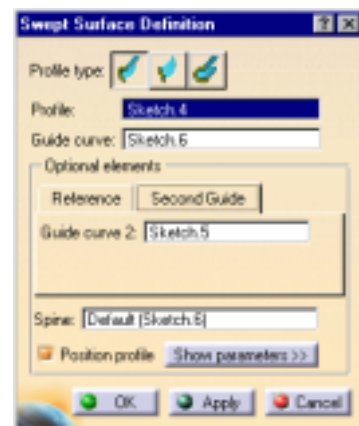 Swept Surface Definition
Profile type:
Profile: Sketch.4
Guide curve: Sketch.6
Optional elements
Reference Second Guide
Guide curve 2: Sketch.5
Spine: Default (Sketch.6)
Position profile Show parameters >>
OK Apply Cancel